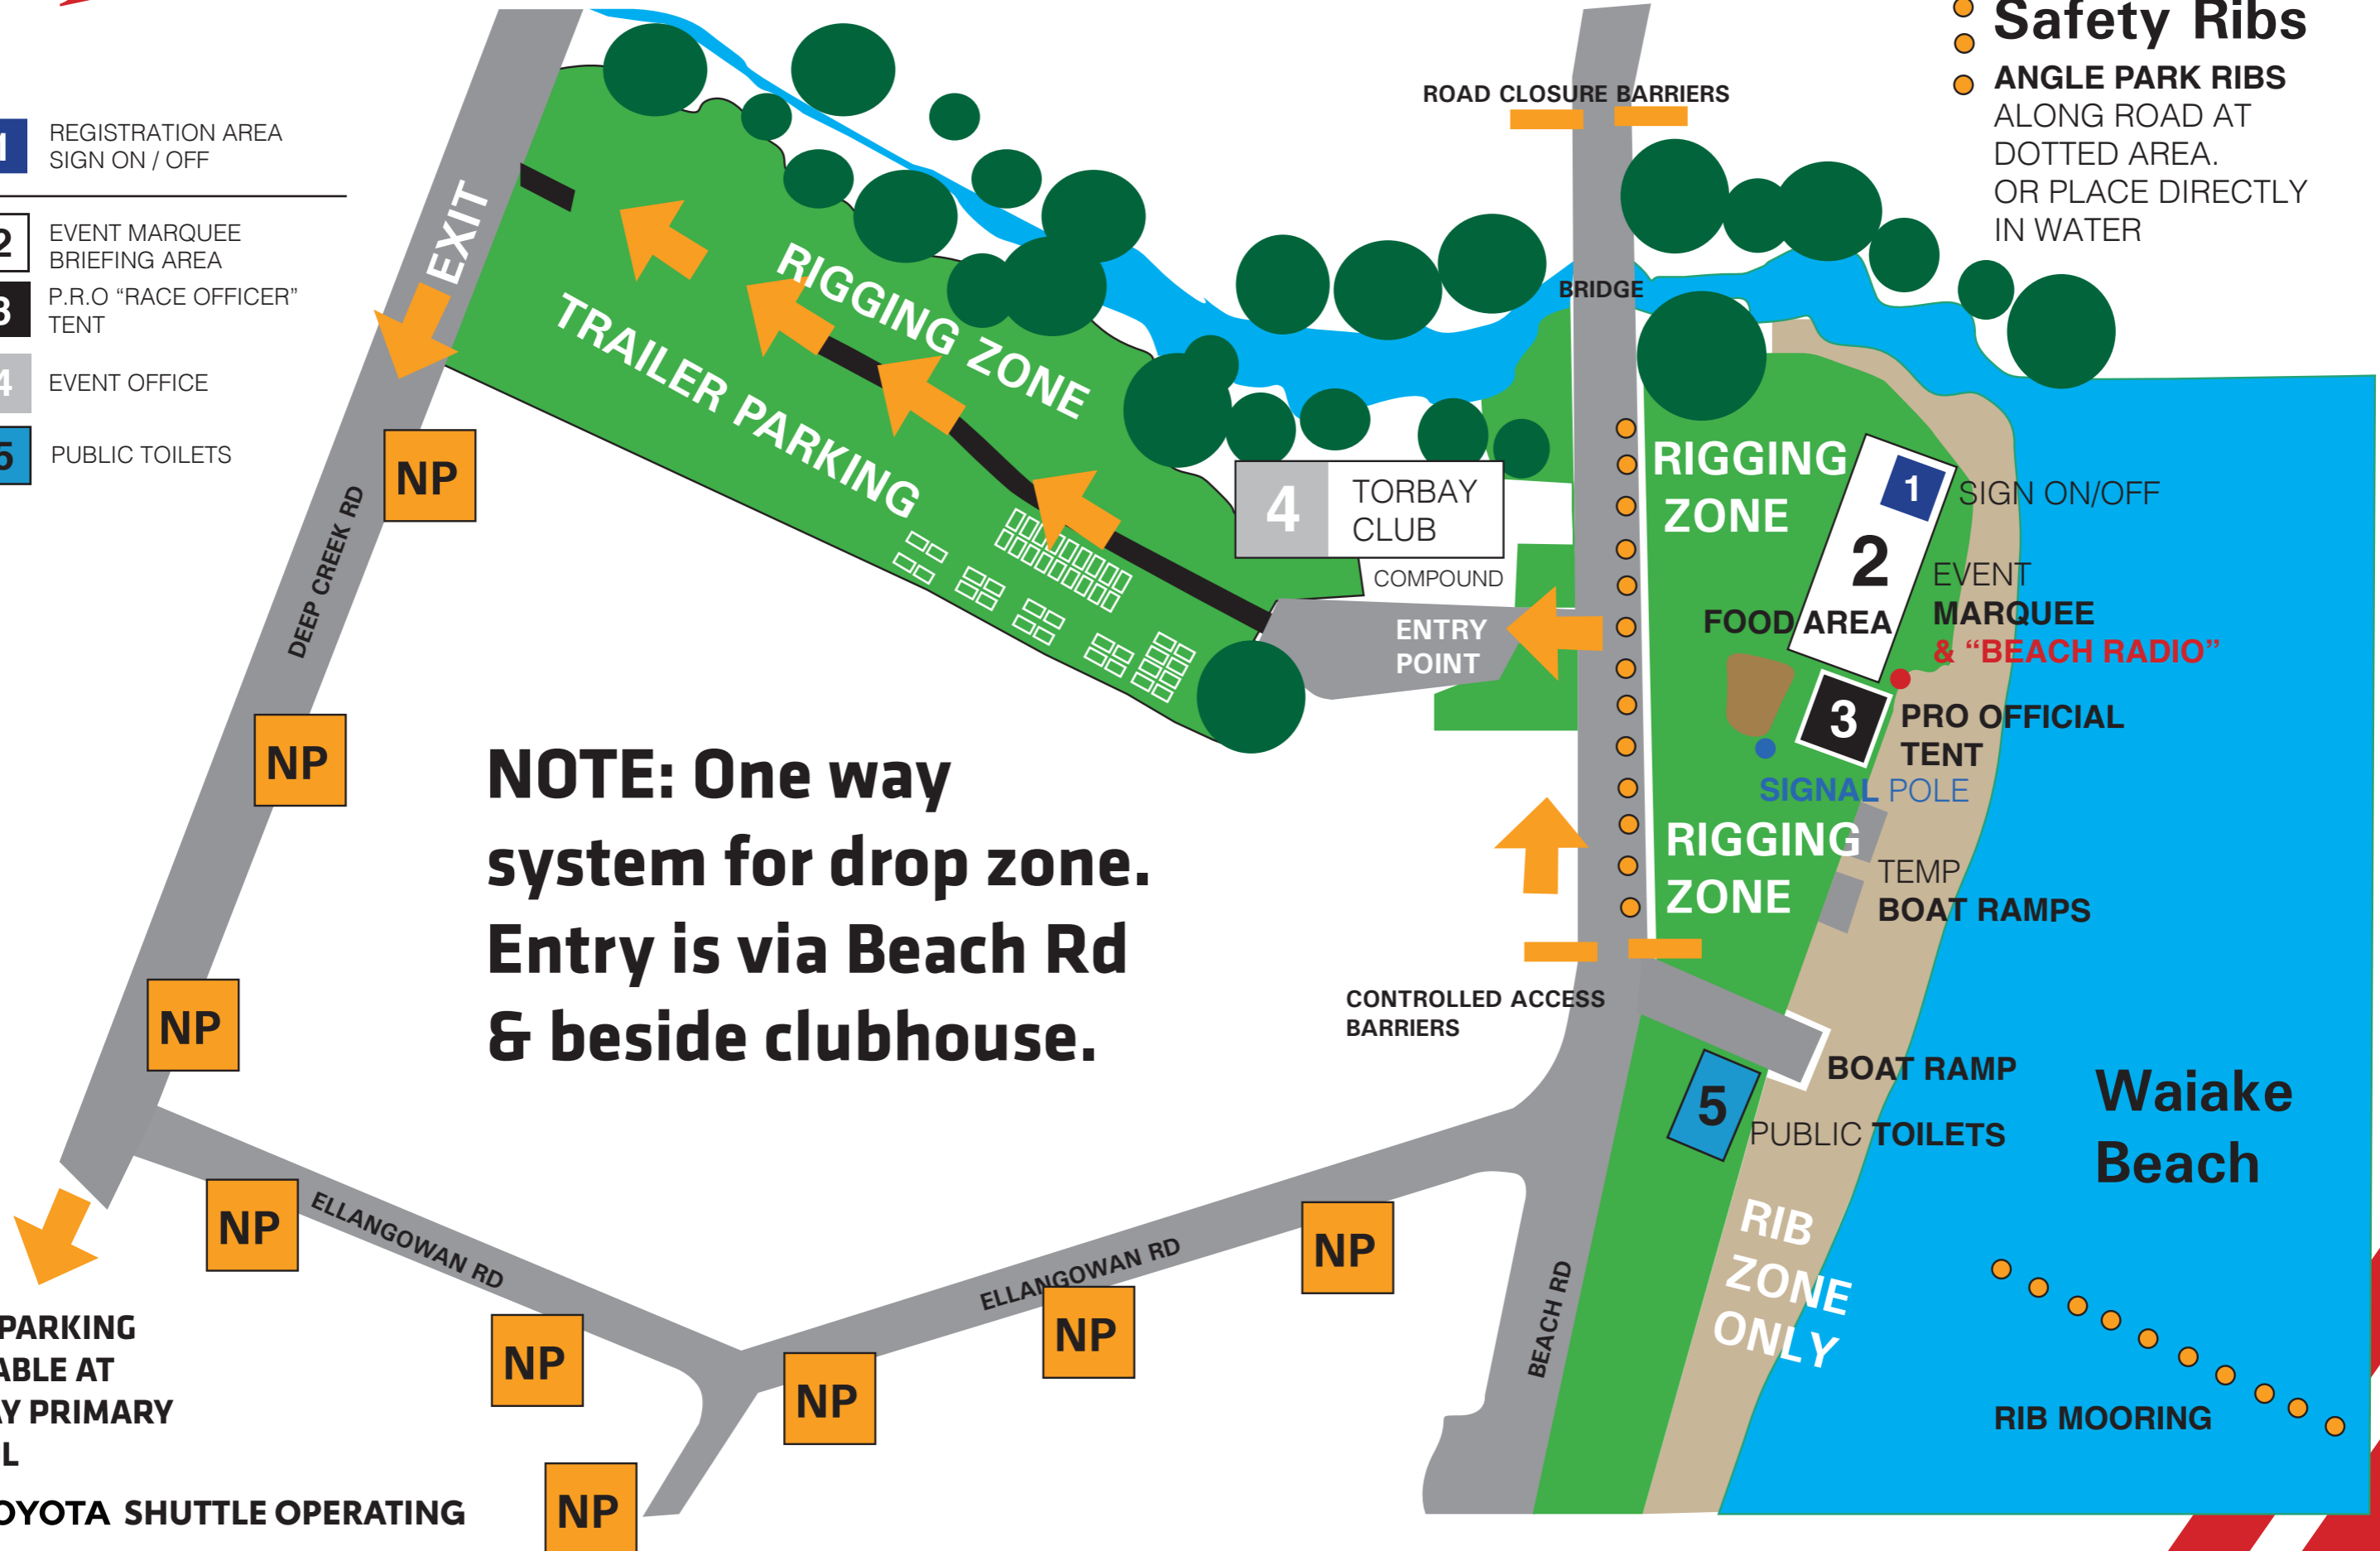 Safety Ribs
ANGLE PARK RIBS
ALONG ROAD AT
DOTTED AREA.
OR PLACE DIRECTLY
IN WATER
1
REGISTRATION AREA
SIGN ON / OFF
2
EVENT MARQUEE
BRIEFING AREA
3
P.R.O “RACE OFFICER”
TENT
4
EVENT OFFICE
5
PUBLIC TOILETS
ROAD CLOSURE BARRIERS
EXIT
BRIDGE
RIGGING ZONE
TRAILER PARKING
4
TORBAY
CLUB
COMPOUND
ENTRY
POINT
RIGGING
ZONE
1
SIGN ON/OFF
2
EVENT
MARQUEE
& “BEACH RADIO”
FOOD AREA
3
PRO OFFICIAL
TENT
SIGNAL POLE
RIGGING
ZONE
TEMP
BOAT RAMPS
CONTROLLED ACCESS
BARRIERS
BOAT RAMP
5
PUBLIC TOILETS
Waiake
Beach
RIB
ZONE
ONLY
RIB MOORING
BEACH RD
DEEP CREEK RD
NP
NP
NP
NOTE: One way
system for drop zone.
Entry is via Beach Rd
& beside clubhouse.
NP
ELLANGOWAN RD
NP
NP
ELLANGOWAN RD
NP
NP
NP
PARKING
ABLE AT
AY PRIMARY
L
OYOTA SHUTTLE OPERATING